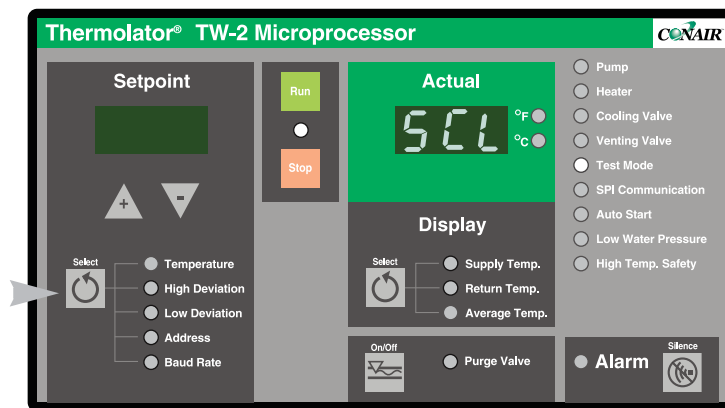 Thermolator® TW-2 Microprocessor
CONAIR
Setpoint
Select
Temperature
High Deviation
Low Deviation
Address
Baud Rate
Run
Stop
Actual
SCL
°F
°C
Display
Select
Supply Temp.
Return Temp.
Average Temp.
On/Off
Purge Valve
Pump
Heater
Cooling Valve
Venting Valve
Test Mode
SPI Communication
Auto Start
Low Water Pressure
High Temp. Safety
Alarm
Silence